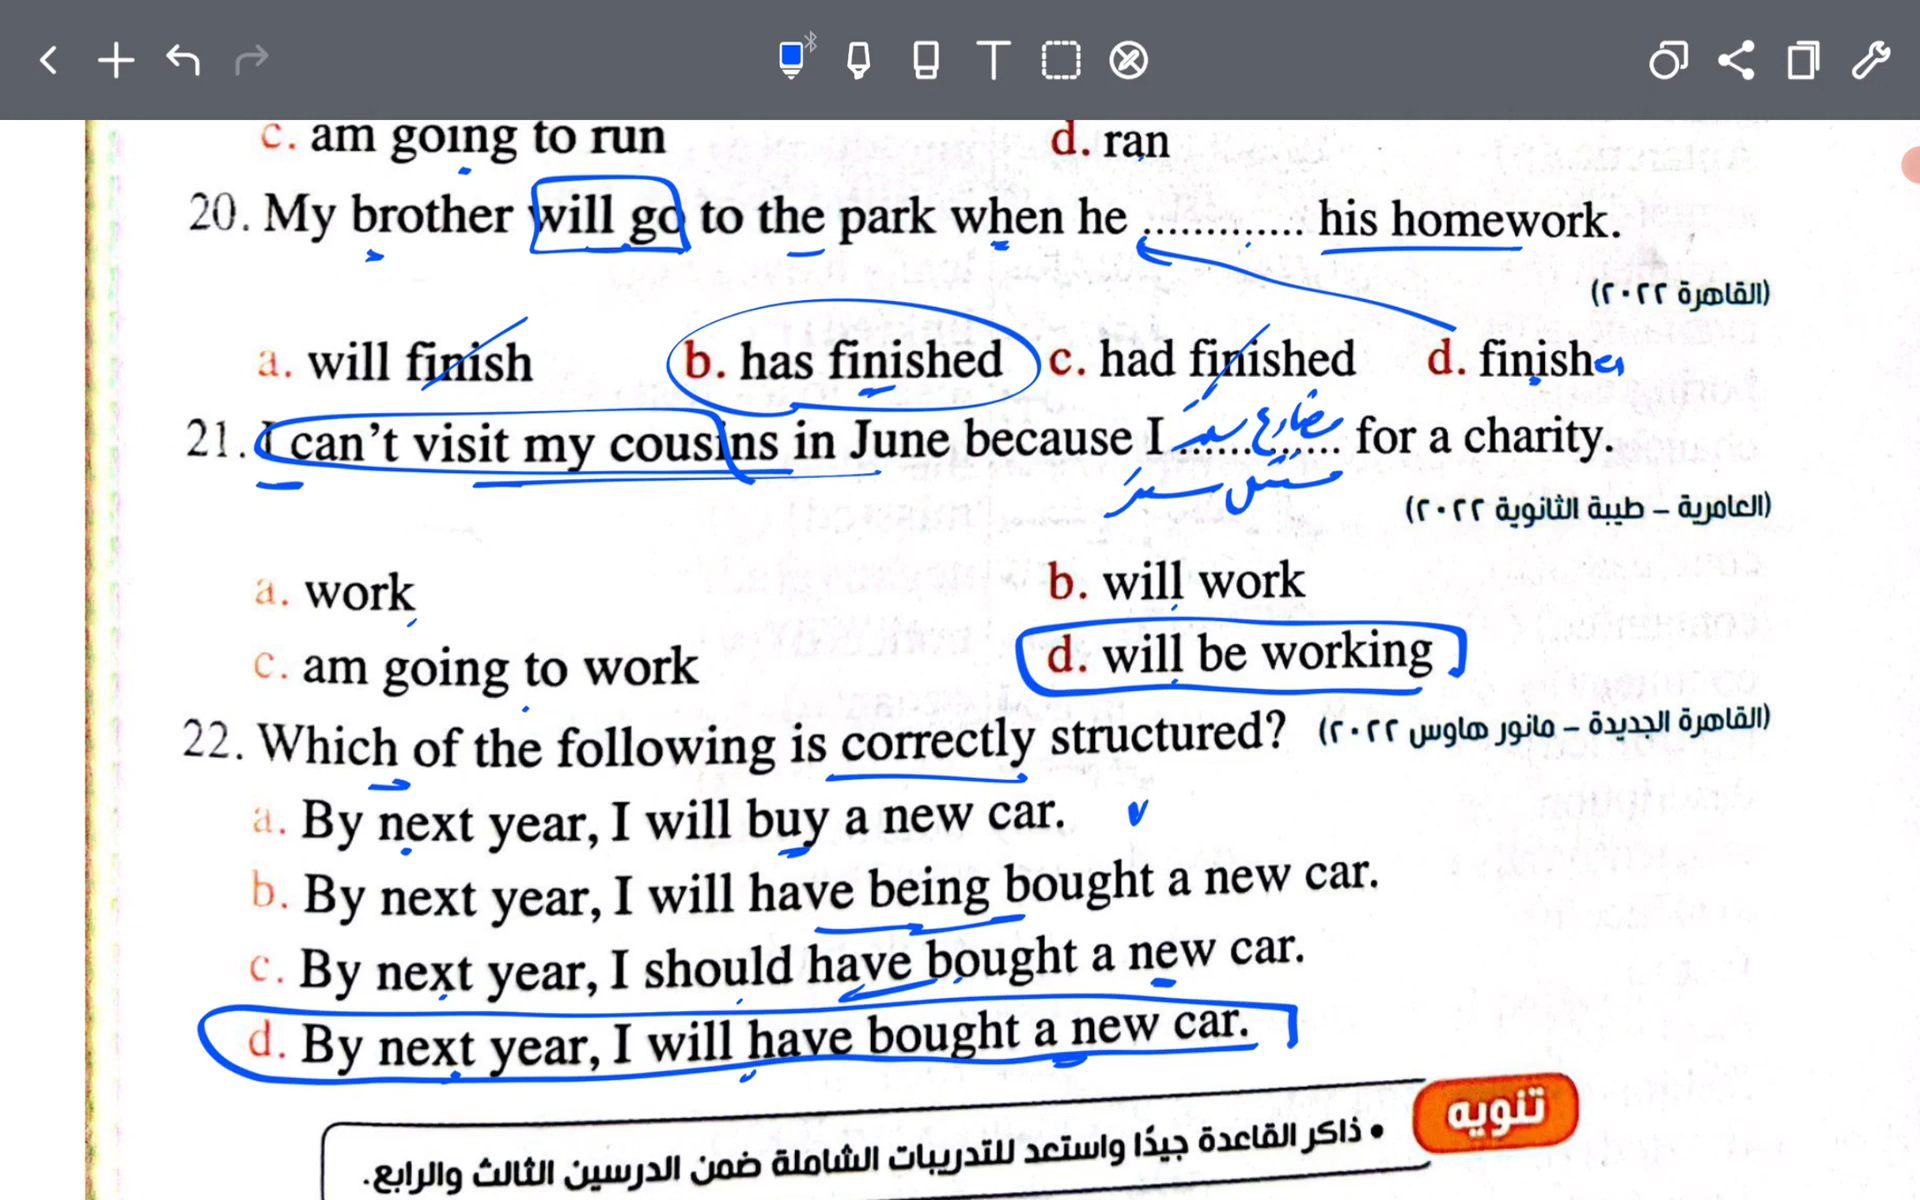 c. am going to run d. ran
20. My brother will go to the park when he ............. his homework.
(القاهرة ٢٠٢٢)
a. will finish b. has finished c. had finished d. finishes
21. I can't visit my cousins in June because I ............. for a charity.
مضارع مستمر
مستقبل مستمر
(العامرية – طيبة الثانوية ٢٠٢٢)
a. work b. will work
c. am going to work d. will be working
22. Which of the following is correctly structured? (القاهرة الجديدة – مانور هاوس ٢٠٢٢)
a. By next year, I will buy a new car.
b. By next year, I will have being bought a new car.
c. By next year, I should have bought a new car.
d. By next year, I will have bought a new car.
تنويه
• ذاكر القاعدة جيدًا واستعد للتدريبات الشاملة ضمن الدرسين الثالث والرابع.